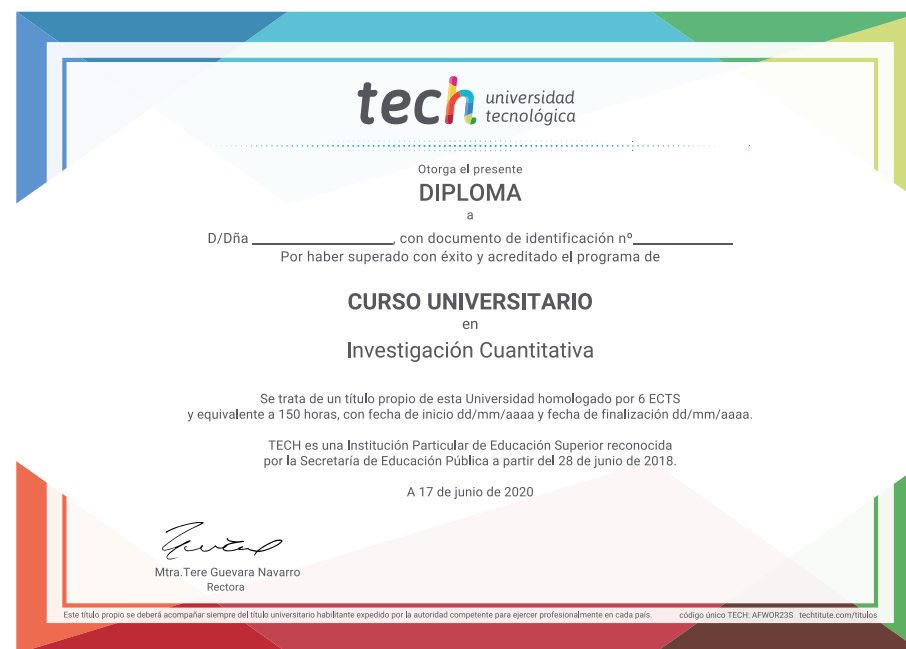 tech universidad
tecnológica
Otorga el presente
DIPLOMA
a
D/Dña ____________________, con documento de identificación nº______________
Por haber superado con éxito y acreditado el programa de
CURSO UNIVERSITARIO
en
Investigación Cuantitativa
Se trata de un título propio de esta Universidad homologado por 6 ECTS
y equivalente a 150 horas, con fecha de inicio dd/mm/aaaa y fecha de finalización dd/mm/aaaa.
TECH es una Institución Particular de Educación Superior reconocida
por la Secretaría de Educación Pública a partir del 28 de junio de 2018.
A 17 de junio de 2020
Mtra.Tere Guevara Navarro
Rectora
Este título propio se deberá acompañar siempre del título universitario habilitante expedido por la autoridad competente para ejercer profesionalmente en cada país. código único TECH: AFWOR23S techtitute.com/titulos